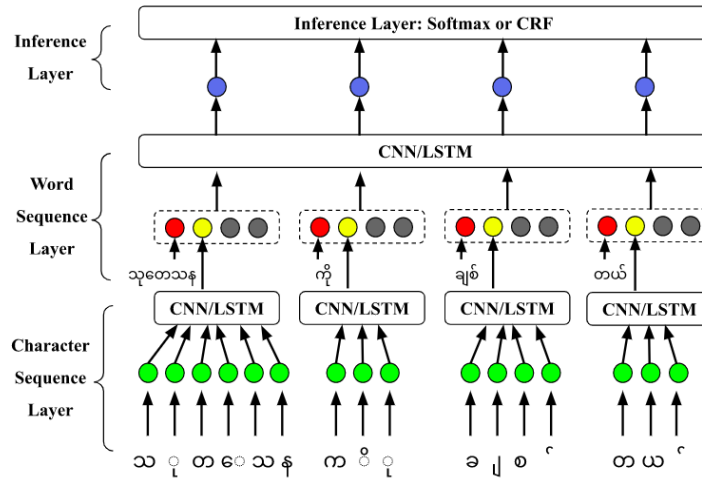 Inference Layer: Softmax or CRF
Inference
Layer
CNN/LSTM
Word
Sequence
Layer
သုတေသန ကို ချစ် တယ်
CNN/LSTM CNN/LSTM CNN/LSTM CNN/LSTM
Character
Sequence
Layer
သ ု တ ေ သ န က ိ ု ခ ျ စ ် တ ယ ်